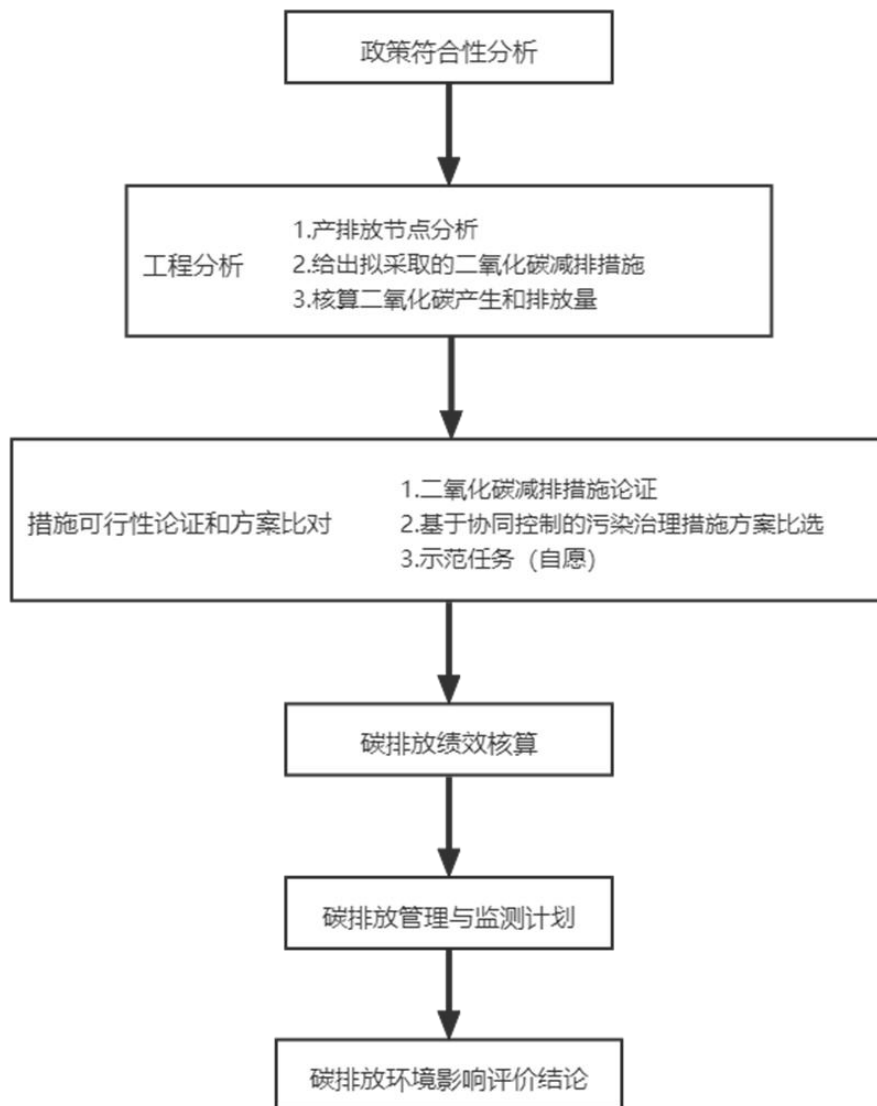 政策符合性分析
工程分析
1.产排放节点分析
2.给出拟采取的二氧化碳减排措施
3.核算二氧化碳产生和排放量
措施可行性论证和方案比对
1.二氧化碳减排措施论证
2.基于协同控制的污染治理措施方案比选
3.示范任务（自愿）
碳排放绩效核算
碳排放管理与监测计划
碳排放环境影响评价结论